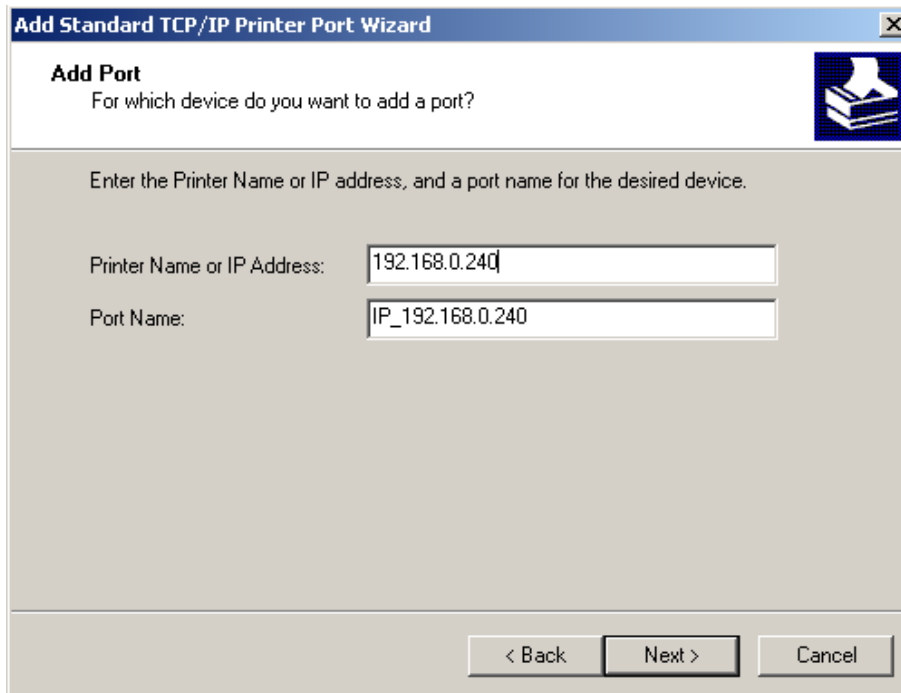 Add Standard TCP/IP Printer Port Wizard
Add Port
For which device do you want to add a port?
Enter the Printer Name or IP address, and a port name for the desired device.
Printer Name or IP Address: 192.168.0.240
Port Name: IP_192.168.0.240
< Back Next > Cancel